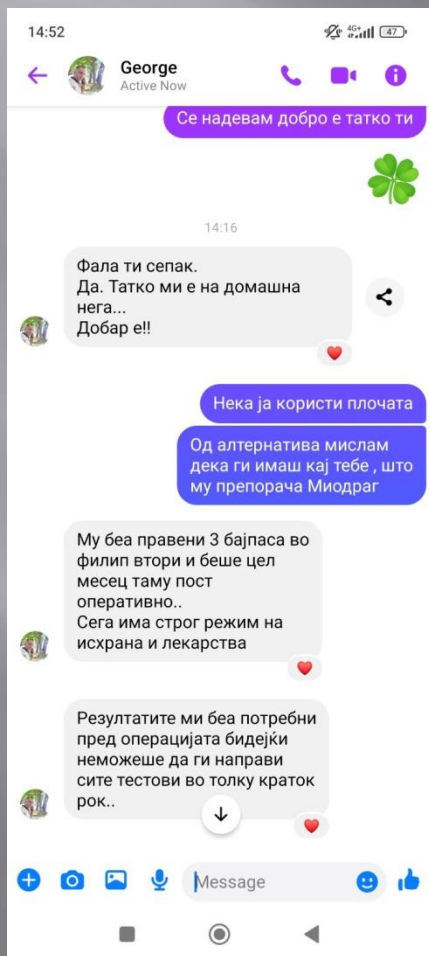 14:52
4G+
47
George
Active Now
Се надевам добро е татко ти
14:16
Фала ти сепак.
Да. Татко ми е на домашна
нега...
Добар е!!
Нека ја користи плочата
Од алтернатива мислам
дека ги имаш кај тебе , што
му препорача Миодраг
Му беа правени 3 бајпаса во
филип втори и беше цел
месец таму пост
оперативно..
Сега има строг режим на
исхрана и лекарства
Резултатите ми беа потребни
пред операцијата бидејќи
неможеше да ги направи
сите тестови во толку краток
рок..
Message